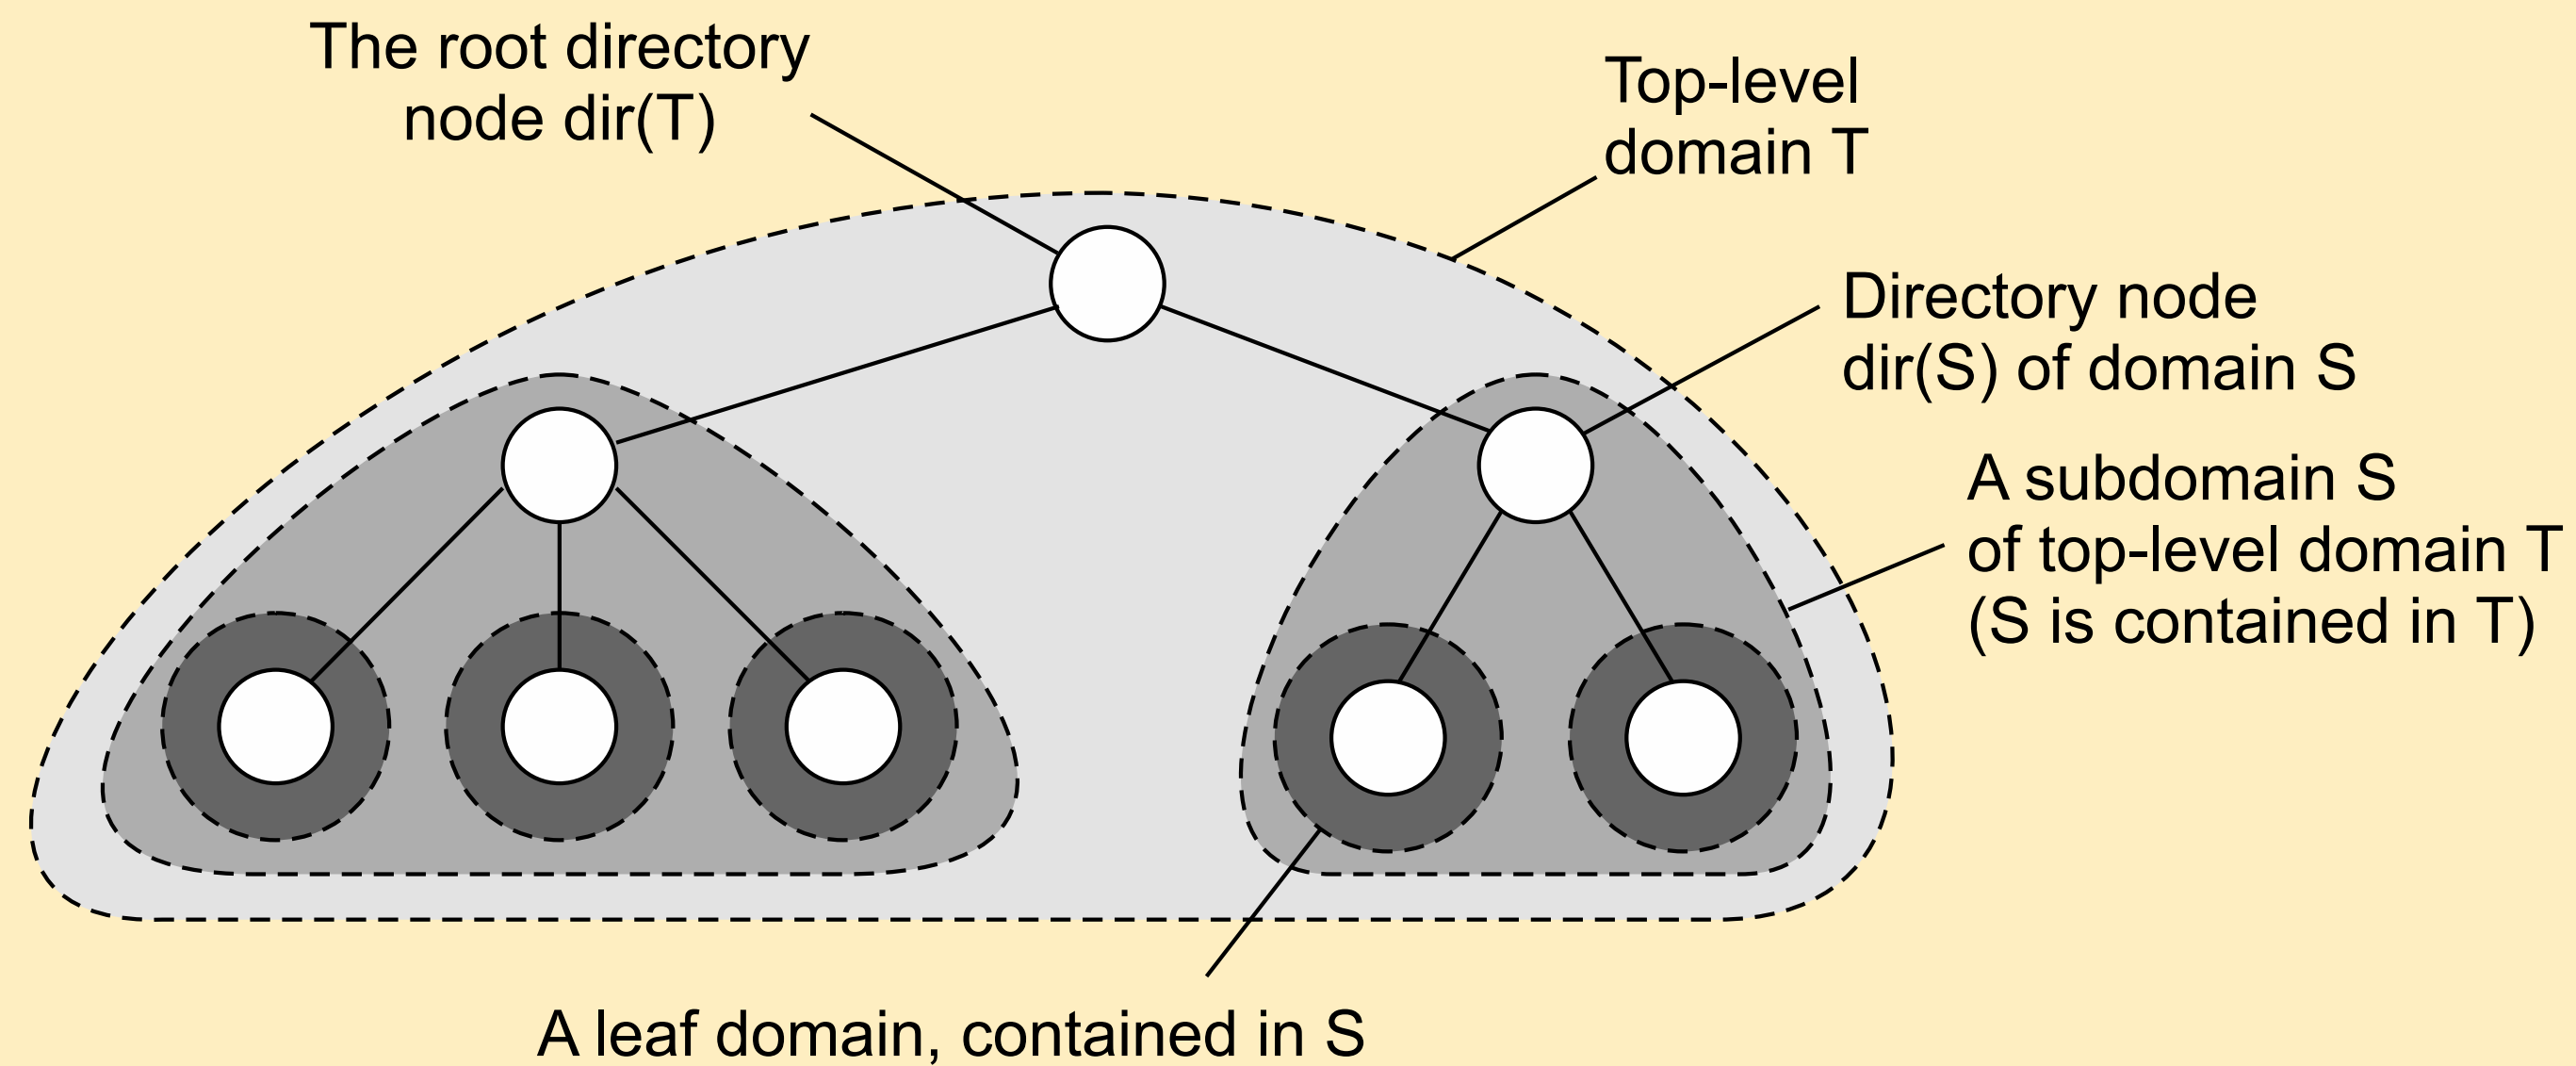 The root directory
node dir(T)
Top-level
domain T
Directory node
dir(S) of domain S
A subdomain S
of top-level domain T
(S is contained in T)
A leaf domain, contained in S